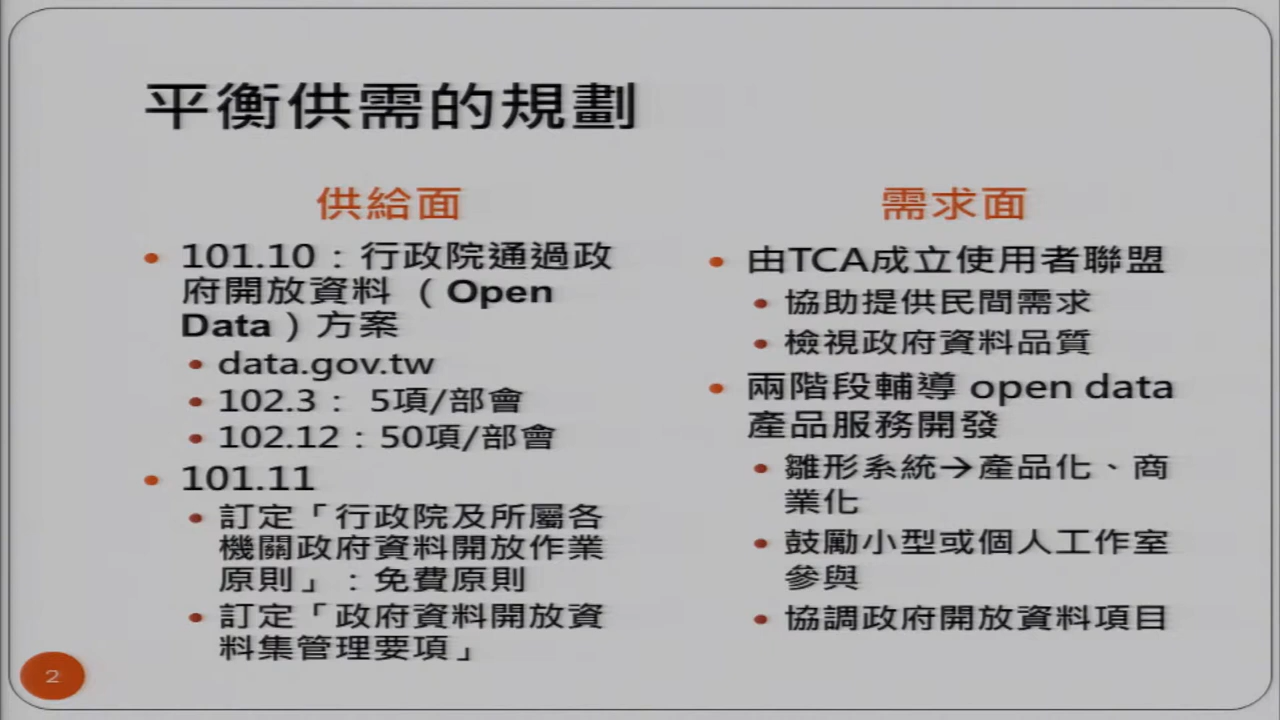 平衡供需的規劃
供給面
• 101.10：行政院通過政
府開放資料 （Open
Data）方案
• data.gov.tw
• 102.3： 5項/部會
• 102.12：50項/部會
• 101.11
• 訂定「行政院及所屬各
機關政府資料開放作業
原則」：免費原則
• 訂定「政府資料開放資
料集管理要項」
需求面
• 由TCA成立使用者聯盟
• 協助提供民間需求
• 檢視政府資料品質
• 兩階段輔導 open data
產品服務開發
• 雛形系統→產品化、商
業化
• 鼓勵小型或個人工作室
參與
• 協調政府開放資料項目
2